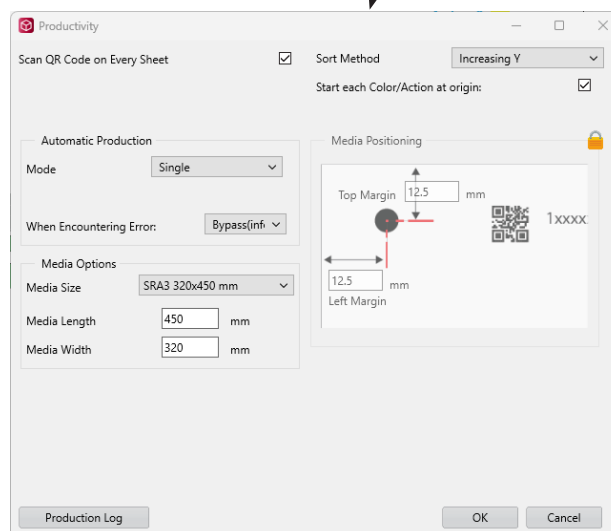 Productivity
Scan QR Code on Every Sheet
Sort Method
Increasing Y
Start each Color/Action at origin:
Automatic Production
Mode
Single
When Encountering Error:
Bypass(inf
Media Options
Media Size
SRA3 320x450 mm
Media Length
450
mm
Media Width
320
mm
Media Positioning
Top Margin
12.5
mm
1xxxx
12.5
mm
Left Margin
Production Log
OK
Cancel